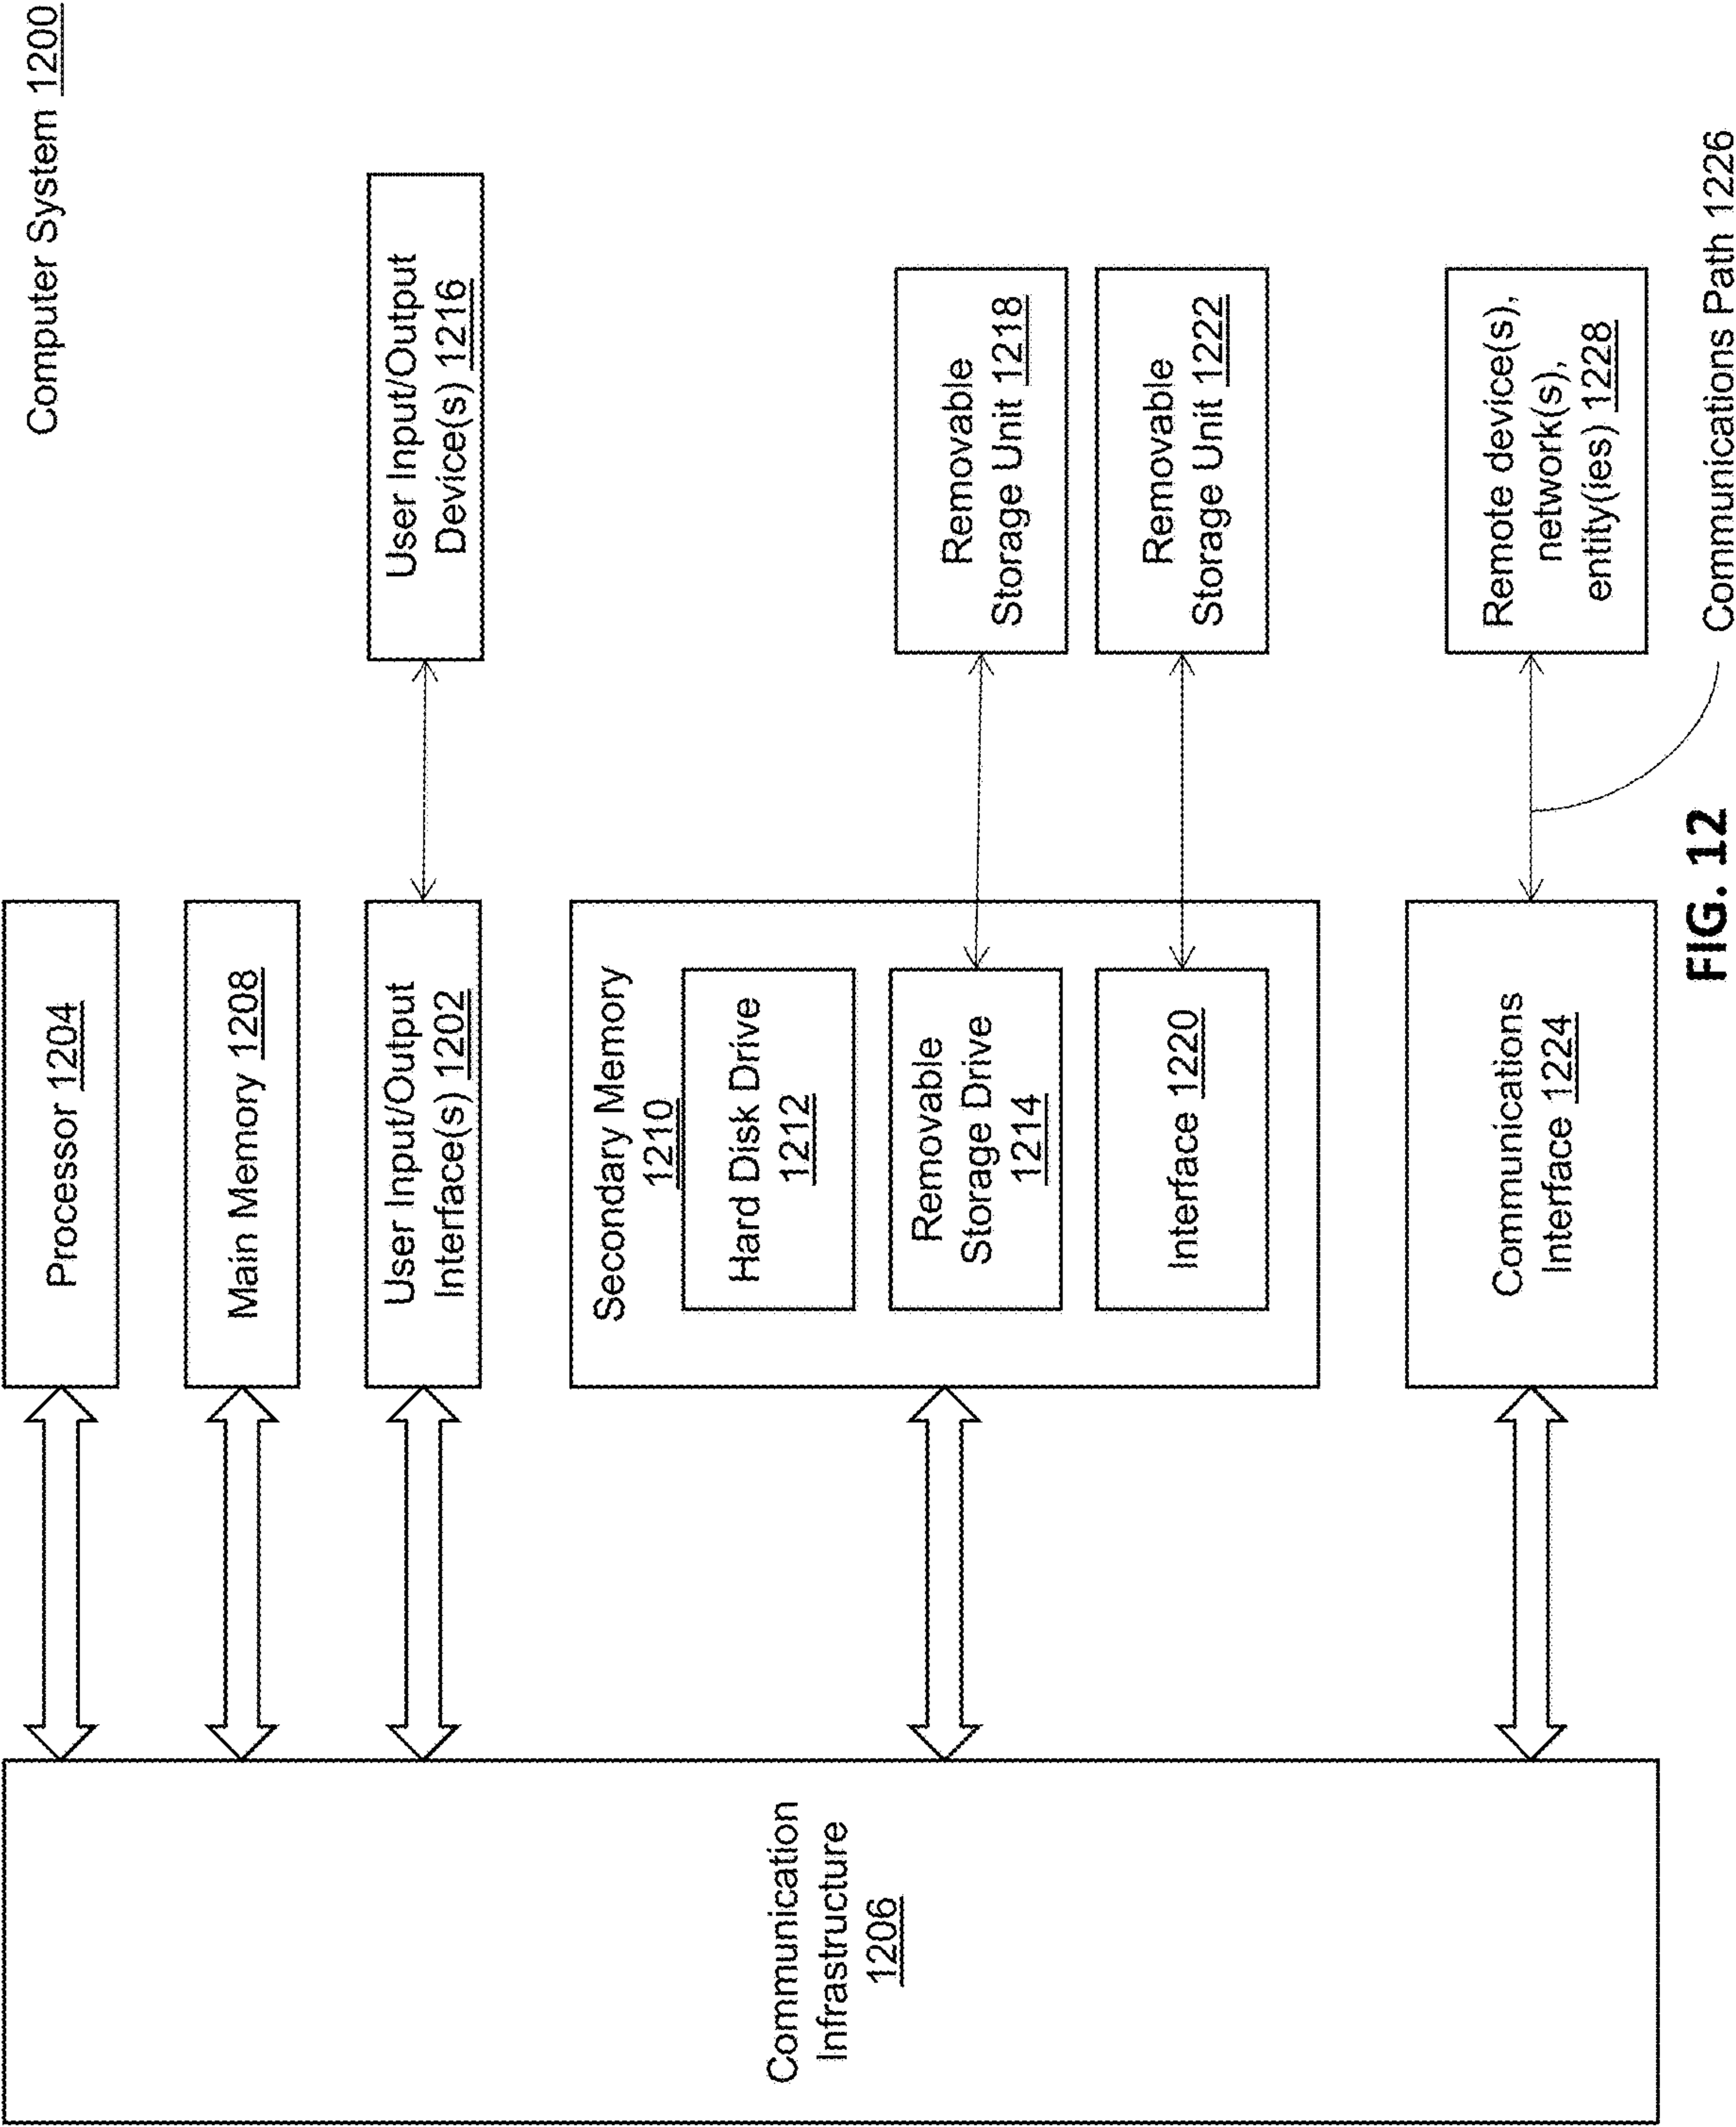 Computer System 1200
Processor 1204
Main Memory 1208
User Input/Output
Interface(s) 1202
User Input/Output
Device(s) 1216
Communication
Infrastructure
1206
Secondary Memory
1210
Hard Disk Drive
1212
Removable
Storage Drive
1214
Removable
Storage Unit 1218
Interface 1220
Removable
Storage Unit 1222
Communications
Interface 1224
Remote device(s),
network(s),
entity(ies) 1228
Communications Path 1226
FIG. 12